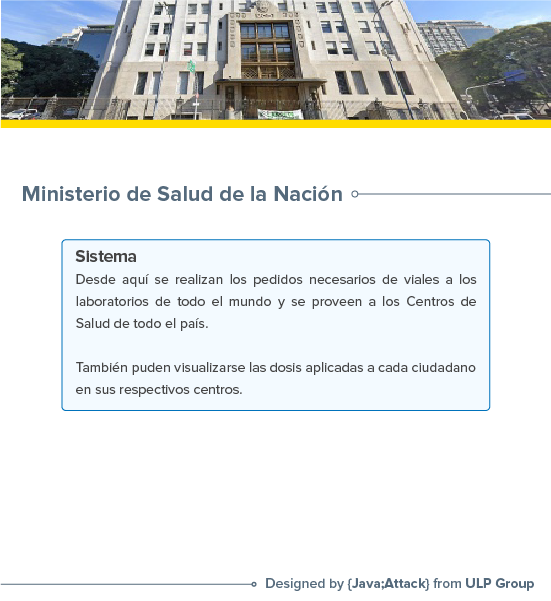 Ministerio de Salud de la Nación
Sistema
Desde aquí se realizan los pedidos necesarios de viales a los
laboratorios de todo el mundo y se proveen a los Centros de
Salud de todo el país.
También puden visualizarse las dosis aplicadas a cada ciudadano
en sus respectivos centros.
Designed by {Java;Attack} from ULP Group